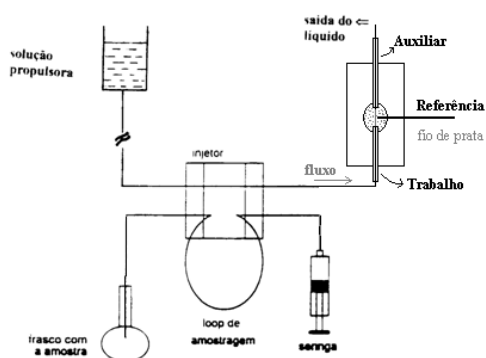 solução
propulsora
saída do ⇐
líquido
Auxiliar
Referência
fio de prata
Trabalho
fluxo
injetor
loop de
amostragem
frasco com
a amostra
seringa